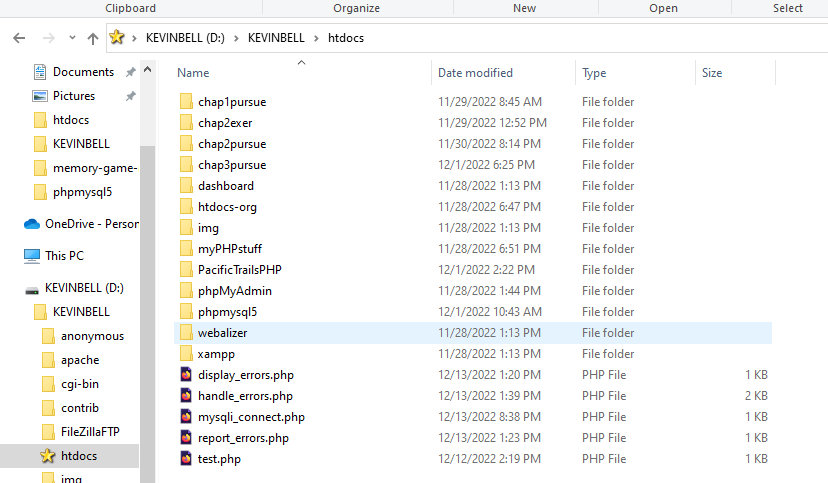 Clipboard Organize New Open Select
KEVINBELL (D:) KEVINBELL htdocs
Documents
Pictures
htdocs
KEVINBELL
memory-game-
phpmysql5
OneDrive - Person
This PC
KEVINBELL (D:)
KEVINBELL
anonymous
apache
cgi-bin
contrib
FileZillaFTP
htdocs
img
Name Date modified Type Size
chap1pursue 11/29/2022 8:45 AM File folder
chap2exer 11/29/2022 12:52 PM File folder
chap2pursue 11/30/2022 8:14 PM File folder
chap3pursue 12/1/2022 6:25 PM File folder
dashboard 11/28/2022 1:13 PM File folder
htdocs-org 11/28/2022 6:47 PM File folder
img 11/28/2022 1:13 PM File folder
myPHPstuff 11/28/2022 6:51 PM File folder
PacificTrailsPHP 12/1/2022 2:22 PM File folder
phpMyAdmin 11/28/2022 1:44 PM File folder
phpmysql5 12/1/2022 10:43 AM File folder
webalizer 11/28/2022 1:13 PM File folder
xampp 11/28/2022 1:13 PM File folder
display_errors.php 12/13/2022 1:20 PM PHP File 1 KB
handle_errors.php 12/13/2022 1:39 PM PHP File 2 KB
mysqli_connect.php 12/13/2022 8:38 PM PHP File 1 KB
report_errors.php 12/13/2022 1:23 PM PHP File 1 KB
test.php 12/12/2022 2:19 PM PHP File 1 KB